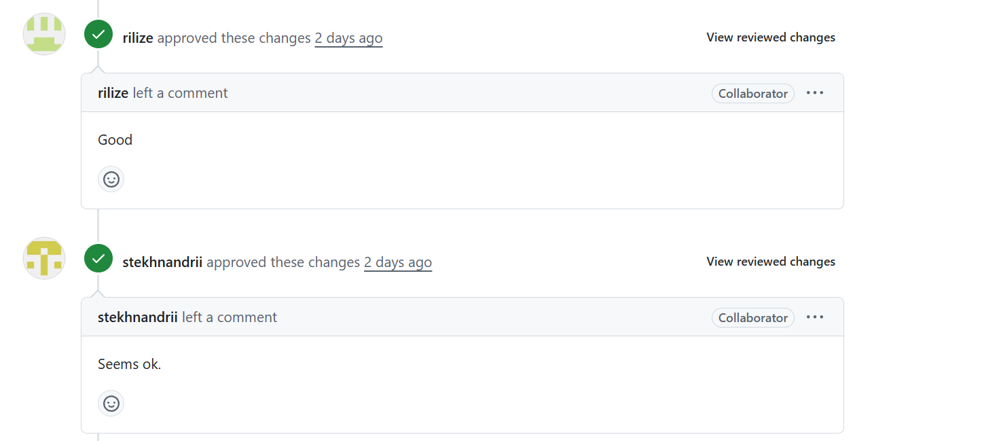 rilize approved these changes 2 days ago View reviewed changes
rilize left a comment Collaborator
Good
stekhnandrii approved these changes 2 days ago View reviewed changes
stekhnandrii left a comment Collaborator
Seems ok.